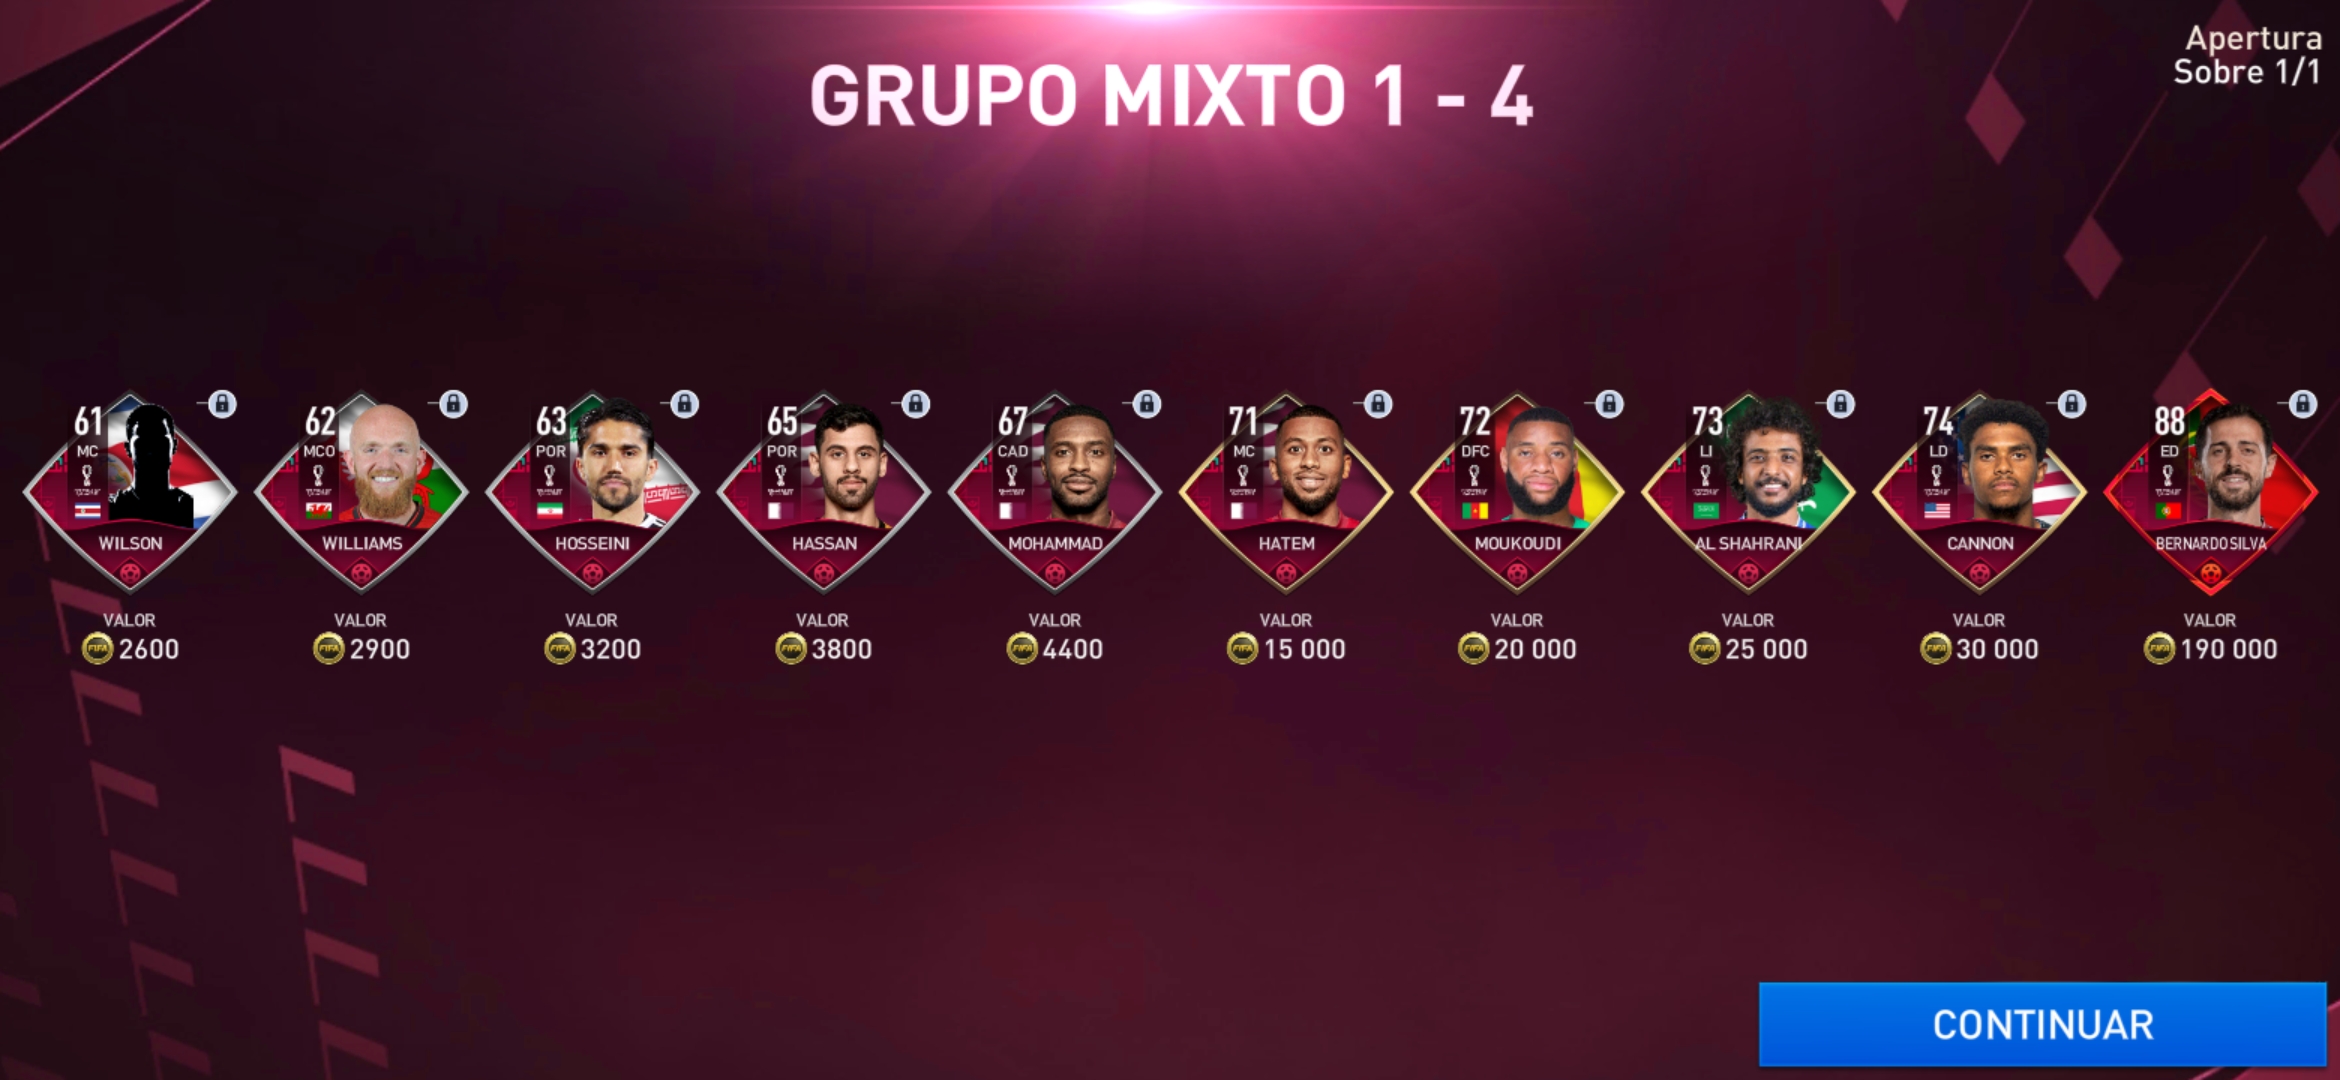 Apertura
Sobre 1/1
GRUPO MIXTO 1 - 4
61
MC
WILSON
VALOR
2600
62
MCO
WILLIAMS
VALOR
2900
63
POR
HOSSEINI
VALOR
3200
65
POR
HASSAN
VALOR
3800
67
CAD
MOHAMMAD
VALOR
4400
71
MC
HATEM
VALOR
15 000
72
DFC
MOUKOUDI
VALOR
20 000
73
LI
AL SHAHRANI
VALOR
25 000
74
LD
CANNON
VALOR
30 000
88
ED
BERNARDO SILVA
VALOR
190 000
CONTINUAR